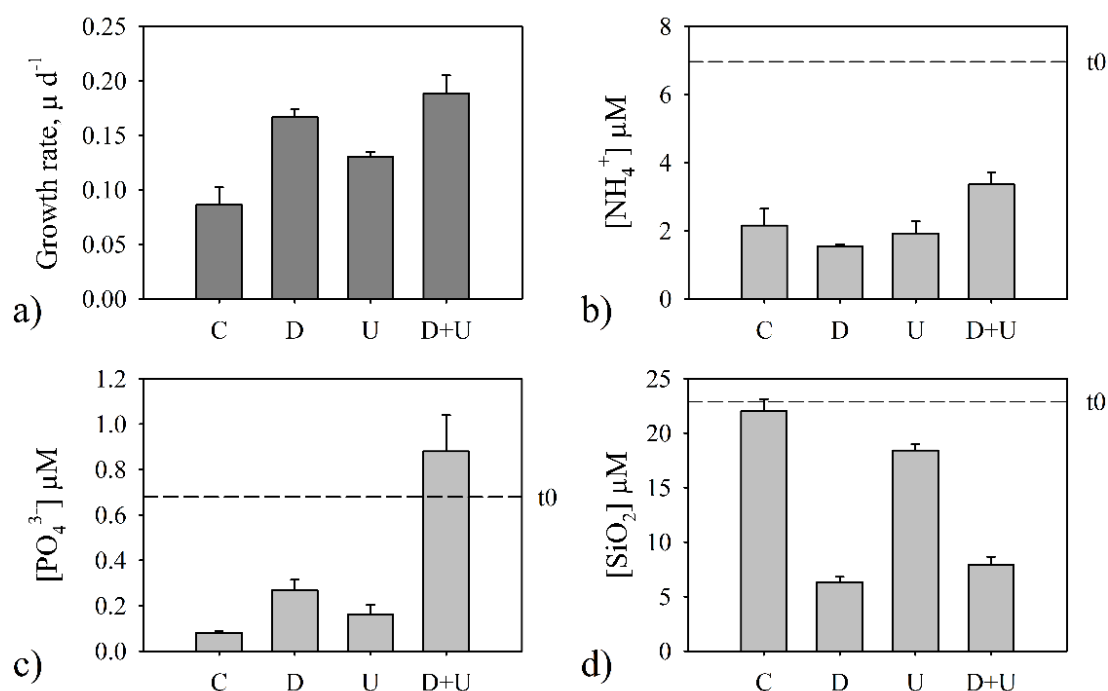 a)
Growth rate, µ d⁻¹
0.25
0.20
0.15
0.10
0.05
0.00
C D U D+U
b)
[NH₄⁺] µM
8
6
4
2
0
t0
C D U D+U
c)
[PO₄³⁻] µM
1.2
1.0
0.8
0.6
0.4
0.2
0.0
t0
C D U D+U
d)
[SiO₂] µM
25
20
15
10
5
0
t0
C D U D+U